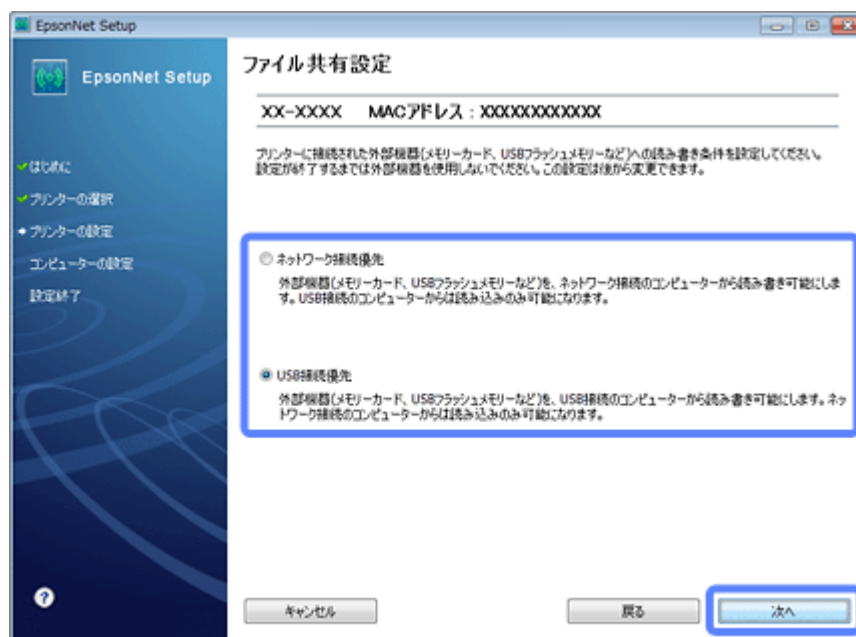 EpsonNet Setup
EpsonNet Setup
はじめに
プリンターの選択
プリンターの設定
コンピューターの設定
設定終了
ファイル共有設定
XX-XXXX MACアドレス：XXXXXXXXXXXX
プリンターに接続された外部機器(メモリーカード、USBフラッシュメモリーなど)への読み書き条件を設定してください。
設定が終了するまでは外部機器を使用しないでください。この設定は後から変更できます。
ネットワーク接続優先
外部機器(メモリーカード、USBフラッシュメモリーなど)を、ネットワーク接続のコンピューターから読み書き可能にしま
す。USB接続のコンピューターからは読み込みのみ可能になります。
USB接続優先
外部機器(メモリーカード、USBフラッシュメモリーなど)を、USB接続のコンピューターから読み書き可能にします。ネッ
トワーク接続のコンピューターからは読み込みのみ可能になります。
?
キャンセル
戻る
次へ